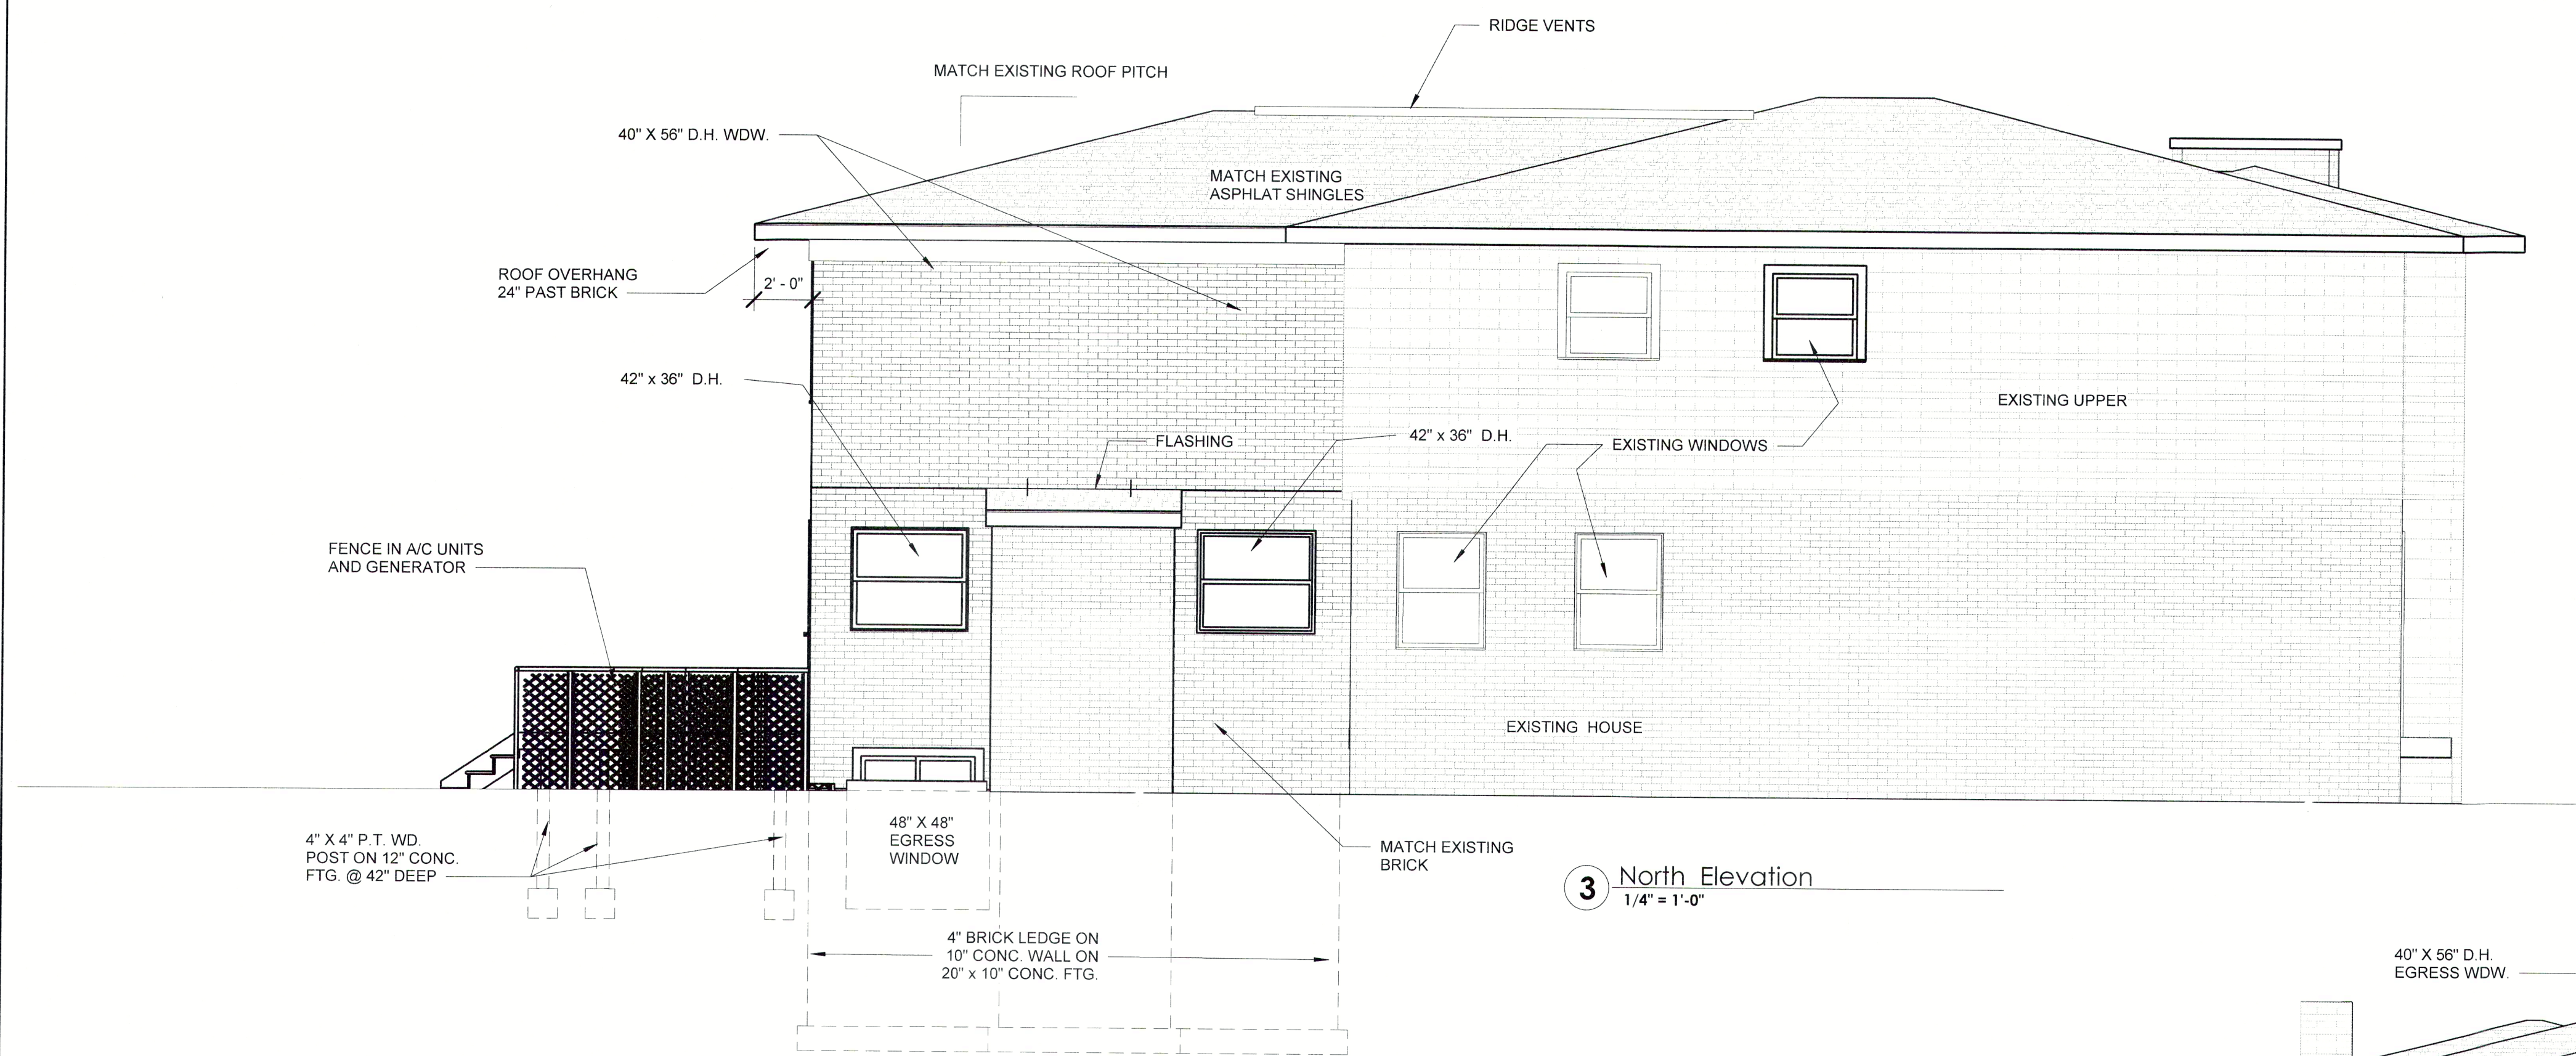 RIDGE VENTS
MATCH EXISTING ROOF PITCH
40" X 56" D.H. WDW.
MATCH EXISTING
ASPHLAT SHINGLES
ROOF OVERHANG
24" PAST BRICK
2' - 0"
42" x 36" D.H.
EXISTING UPPER
FLASHING
42" x 36" D.H.
EXISTING WINDOWS
FENCE IN A/C UNITS
AND GENERATOR
EXISTING HOUSE
4" X 4" P.T. WD.
POST ON 12" CONC.
FTG. @ 42" DEEP
48" X 48"
EGRESS
WINDOW
MATCH EXISTING
BRICK
3
North Elevation
1/4" = 1'-0"
4" BRICK LEDGE ON
10" CONC. WALL ON
20" x 10" CONC. FTG.
40" X 56" D.H.
EGRESS WDW.